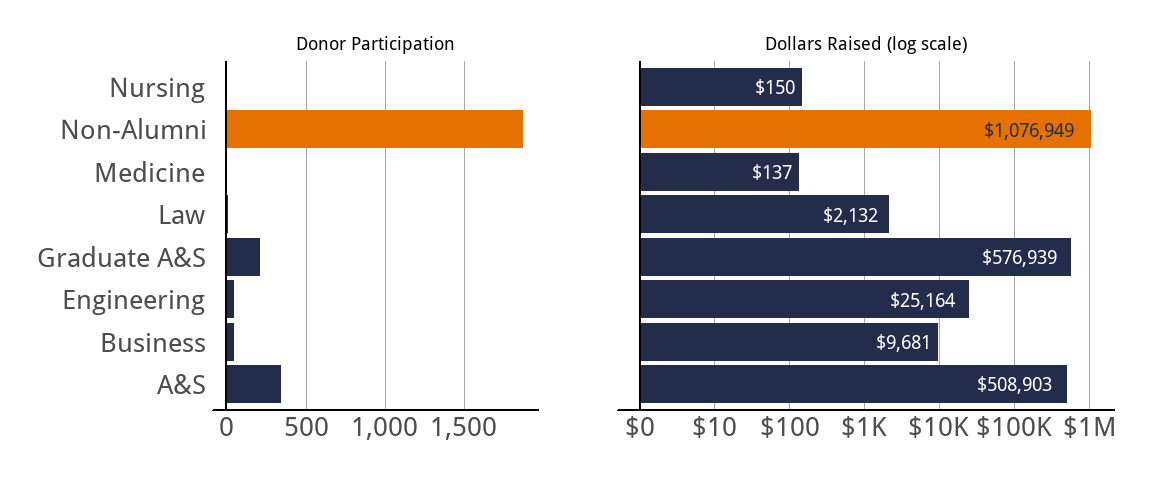 Donor Participation
Dollars Raised (log scale)
Nursing
$150
Non-Alumni
$1,076,949
Medicine
$137
Law
$2,132
Graduate A&S
$576,939
Engineering
$25,164
Business
$9,681
A&S
$508,903
0 500 1,000 1,500
$0 $10 $100 $1K $10K $100K $1M